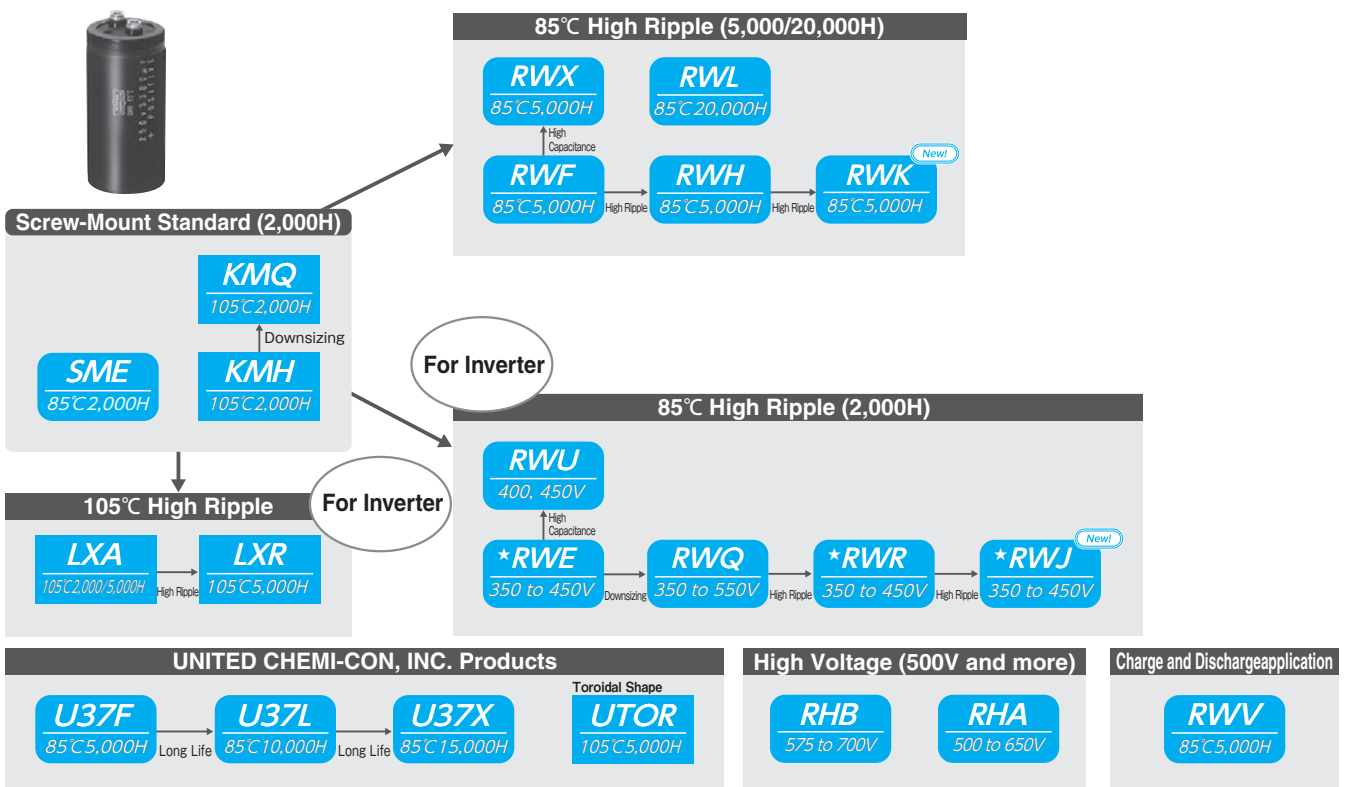 85℃ High Ripple (5,000/20,000H)
RWX
85℃5,000H
RWL
85℃20,000H
High
Capacitance
New!
RWF
85℃5,000H
High Ripple
RWH
85℃5,000H
High Ripple
RWK
85℃5,000H
Screw-Mount Standard (2,000H)
KMQ
105℃2,000H
Downsizing
SME
85℃2,000H
KMH
105℃2,000H
For Inverter
85℃ High Ripple (2,000H)
RWU
400, 450V
High
Capacitance
New!
★RWE
350 to 450V
Downsizing
RWQ
350 to 550V
High Ripple
★RWR
350 to 450V
High Ripple
★RWJ
350 to 450V
For Inverter
105℃ High Ripple
LXA
105℃2,000/5,000H
High Ripple
LXR
105℃5,000H
UNITED CHEMI-CON, INC. Products
U37F
85℃5,000H
Long Life
U37L
85℃10,000H
Long Life
U37X
85℃15,000H
Toroidal Shape
UTOR
105℃5,000H
High Voltage (500V and more)
RHB
575 to 700V
RHA
500 to 650V
Charge and Dischargeapplication
RWV
85℃5,000H